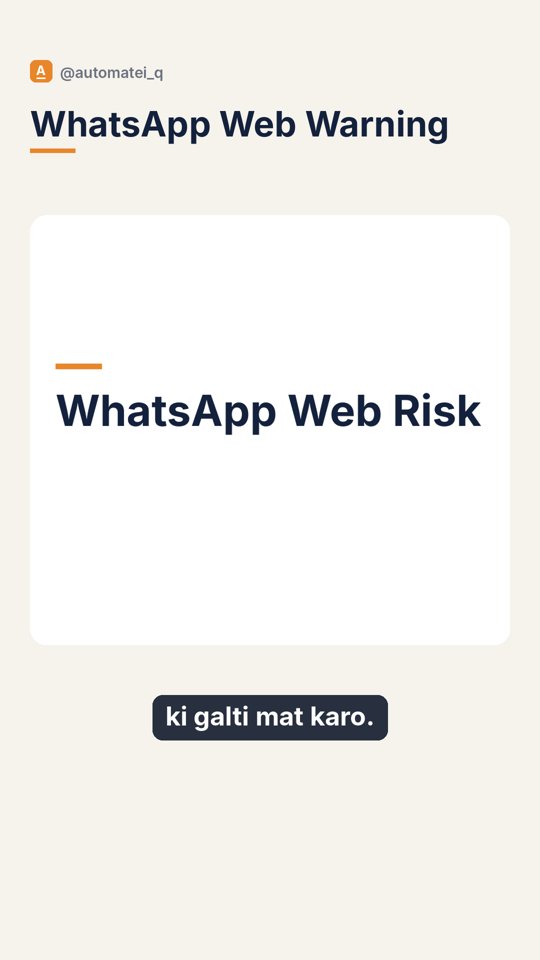 A
@automatei_q
WhatsApp Web Warning
WhatsApp Web Risk
ki galti mat karo.